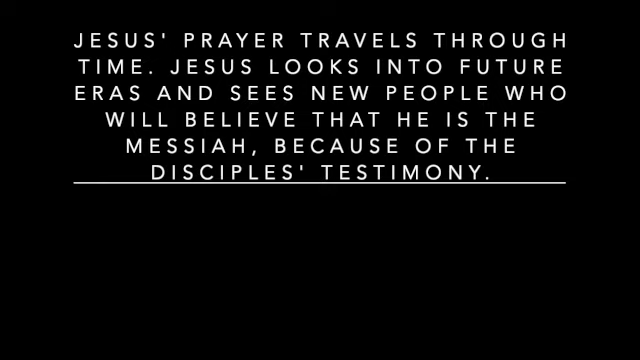 JESUS' PRAYER TRAVELS THROUGH
TIME. JESUS LOOKS INTO FUTURE
ERAS AND SEES NEW PEOPLE WHO
WILL BELIEVE THAT HE IS THE
MESSIAH, BECAUSE OF THE
DISCIPLES' TESTIMONY.